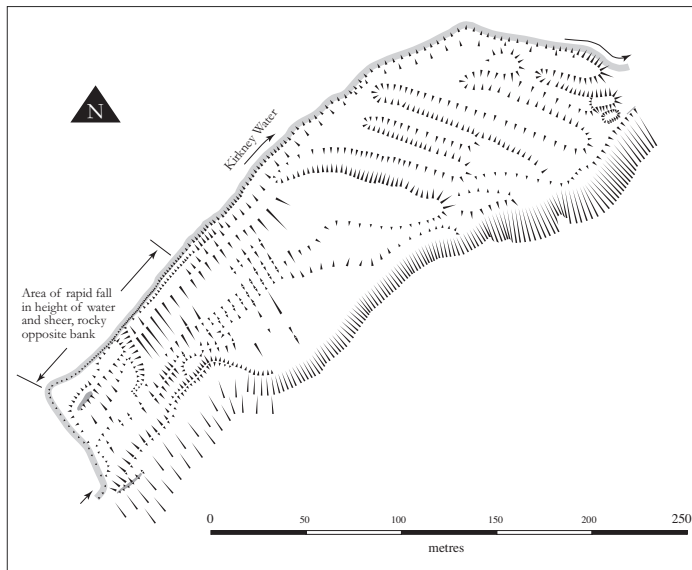 N
Kirkney Water
Area of rapid fall
in height of water
and sheer, rocky
opposite bank
0 50 100 150 200 250
metres